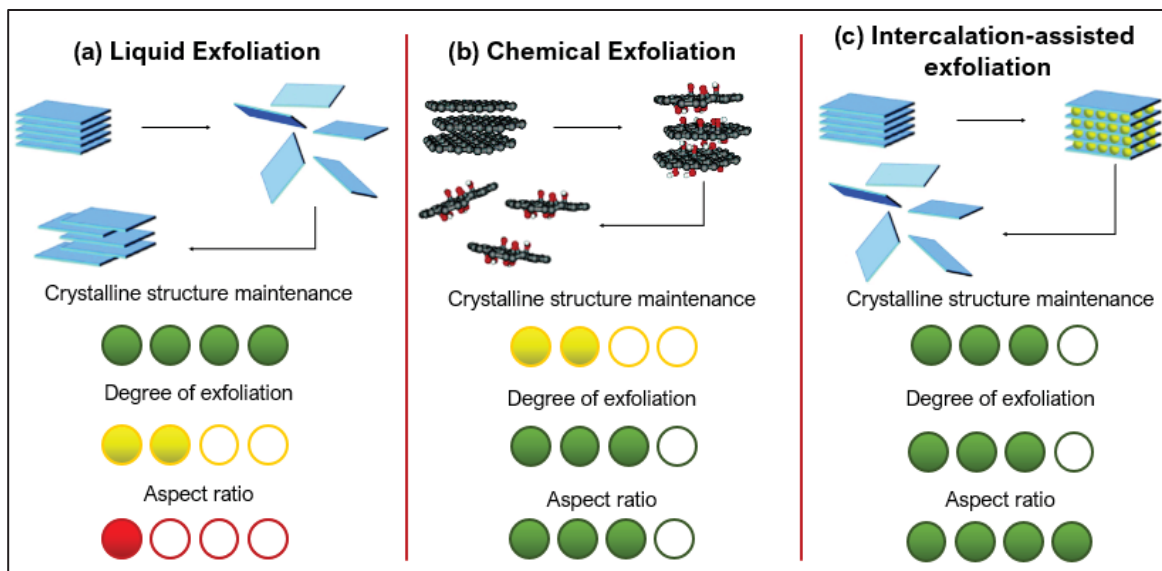 (a) Liquid Exfoliation
Crystalline structure maintenance
Degree of exfoliation
Aspect ratio
(b) Chemical Exfoliation
Crystalline structure maintenance
Degree of exfoliation
Aspect ratio
(c) Intercalation-assisted
exfoliation
Crystalline structure maintenance
Degree of exfoliation
Aspect ratio